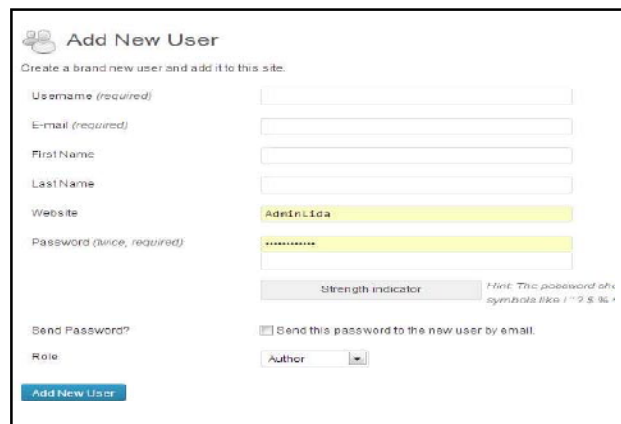 Add New User
Create a brand new user and add it to this site.
Username (required)
E-mail (required)
First Name
Last Name
Website
AdminLida
Password (twice, required)
••••••••••••
Strength indicator
Hint: The password
symbols like ! " ? $ %
Send Password?
Send this password to the new user by email.
Role
Author
Add New User